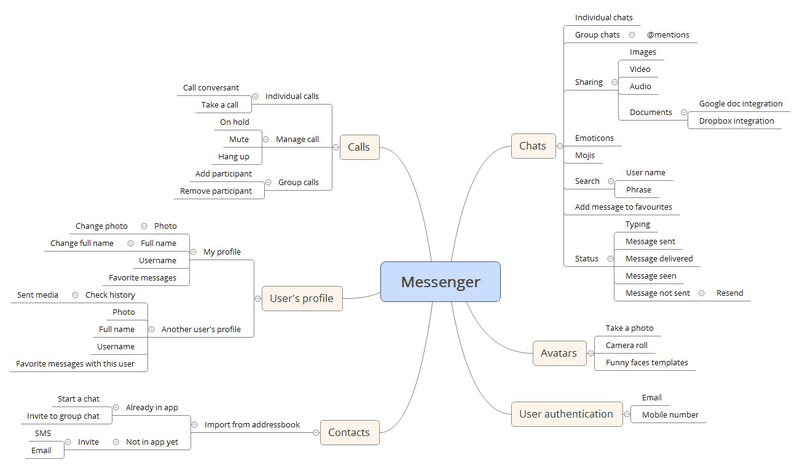 Messenger
Chats
Individual chats
Group chats
@mentions
Sharing
Images
Video
Audio
Documents
Google doc integration
Dropbox integration
Emoticons
Mojis
Search
User name
Phrase
Add message to favourites
Status
Typing
Message sent
Message delivered
Message seen
Message not sent
Resend
Avatars
Take a photo
Camera roll
Funny faces templates
User authentication
Email
Mobile number
Calls
Individual calls
Call conversant
Take a call
Manage call
On hold
Mute
Hang up
Group calls
Add participant
Remove participant
User's profile
My profile
Photo
Change photo
Full name
Change full name
Username
Favorite messages
Another user's profile
Check history
Sent media
Photo
Full name
Username
Favorite messages with this user
Contacts
Import from addressbook
Already in app
Start a chat
Invite to group chat
Not in app yet
Invite
SMS
Email